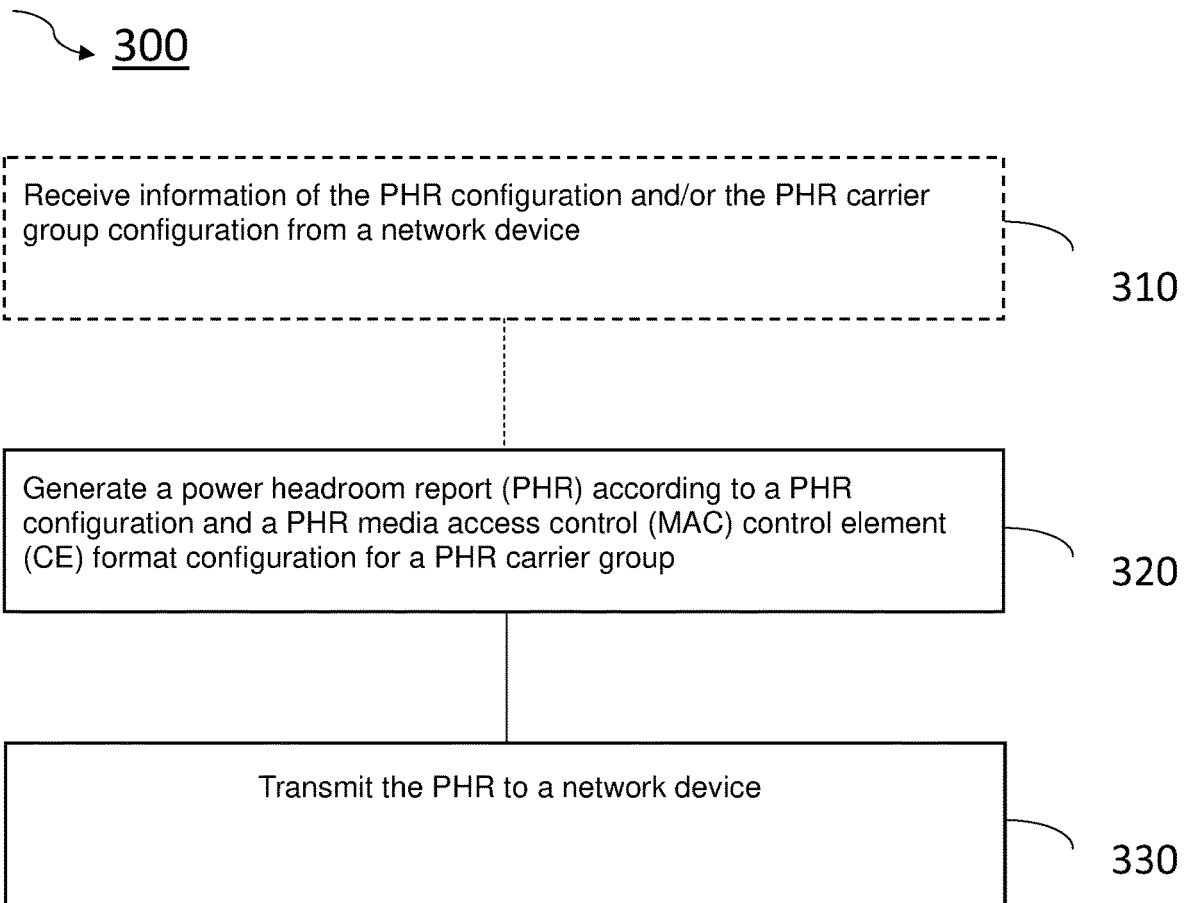 300
Receive information of the PHR configuration and/or the PHR carrier
group configuration from a network device
310
Generate a power headroom report (PHR) according to a PHR
configuration and a PHR media access control (MAC) control element
(CE) format configuration for a PHR carrier group
320
Transmit the PHR to a network device
330